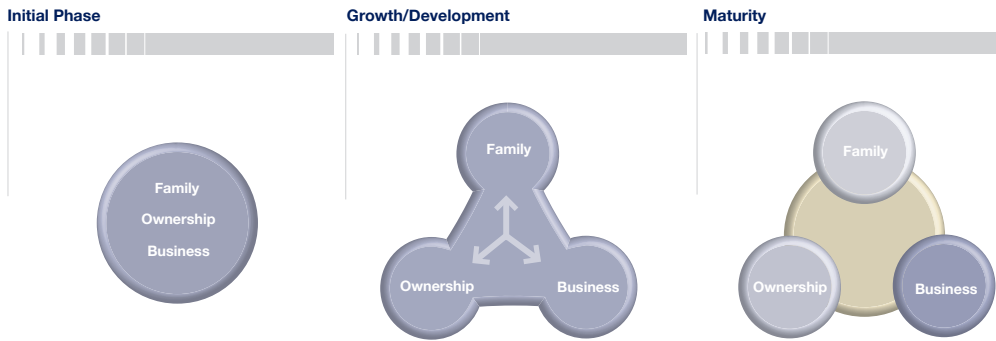 Initial Phase
Family
Ownership
Business
Growth/Development
Family
Ownership
Business
Maturity
Family
Ownership
Business